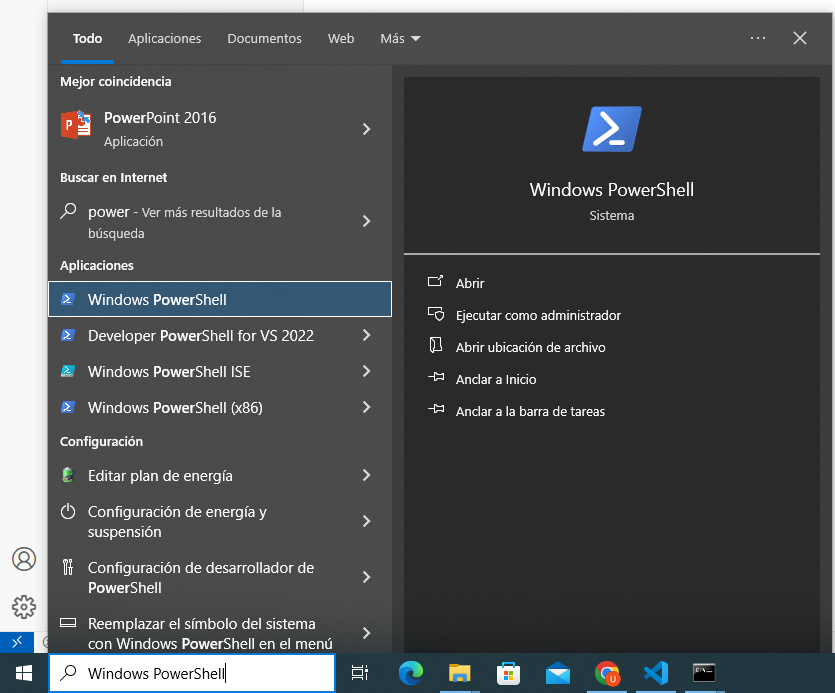 Todo Aplicaciones Documentos Web Más
Mejor coincidencia
PowerPoint 2016
Aplicación
Buscar en Internet
power - Ver más resultados de la
búsqueda
Aplicaciones
Windows PowerShell
Developer PowerShell for VS 2022
Windows PowerShell ISE
Windows PowerShell (x86)
Configuración
Editar plan de energía
Configuración de energía y
suspensión
Configuración de desarrollador de
PowerShell
Reemplazar el símbolo del sistema
con Windows PowerShell en el menú
Windows PowerShell
Sistema
Abrir
Ejecutar como administrador
Abrir ubicación de archivo
Anclar a Inicio
Anclar a la barra de tareas
Windows PowerShell